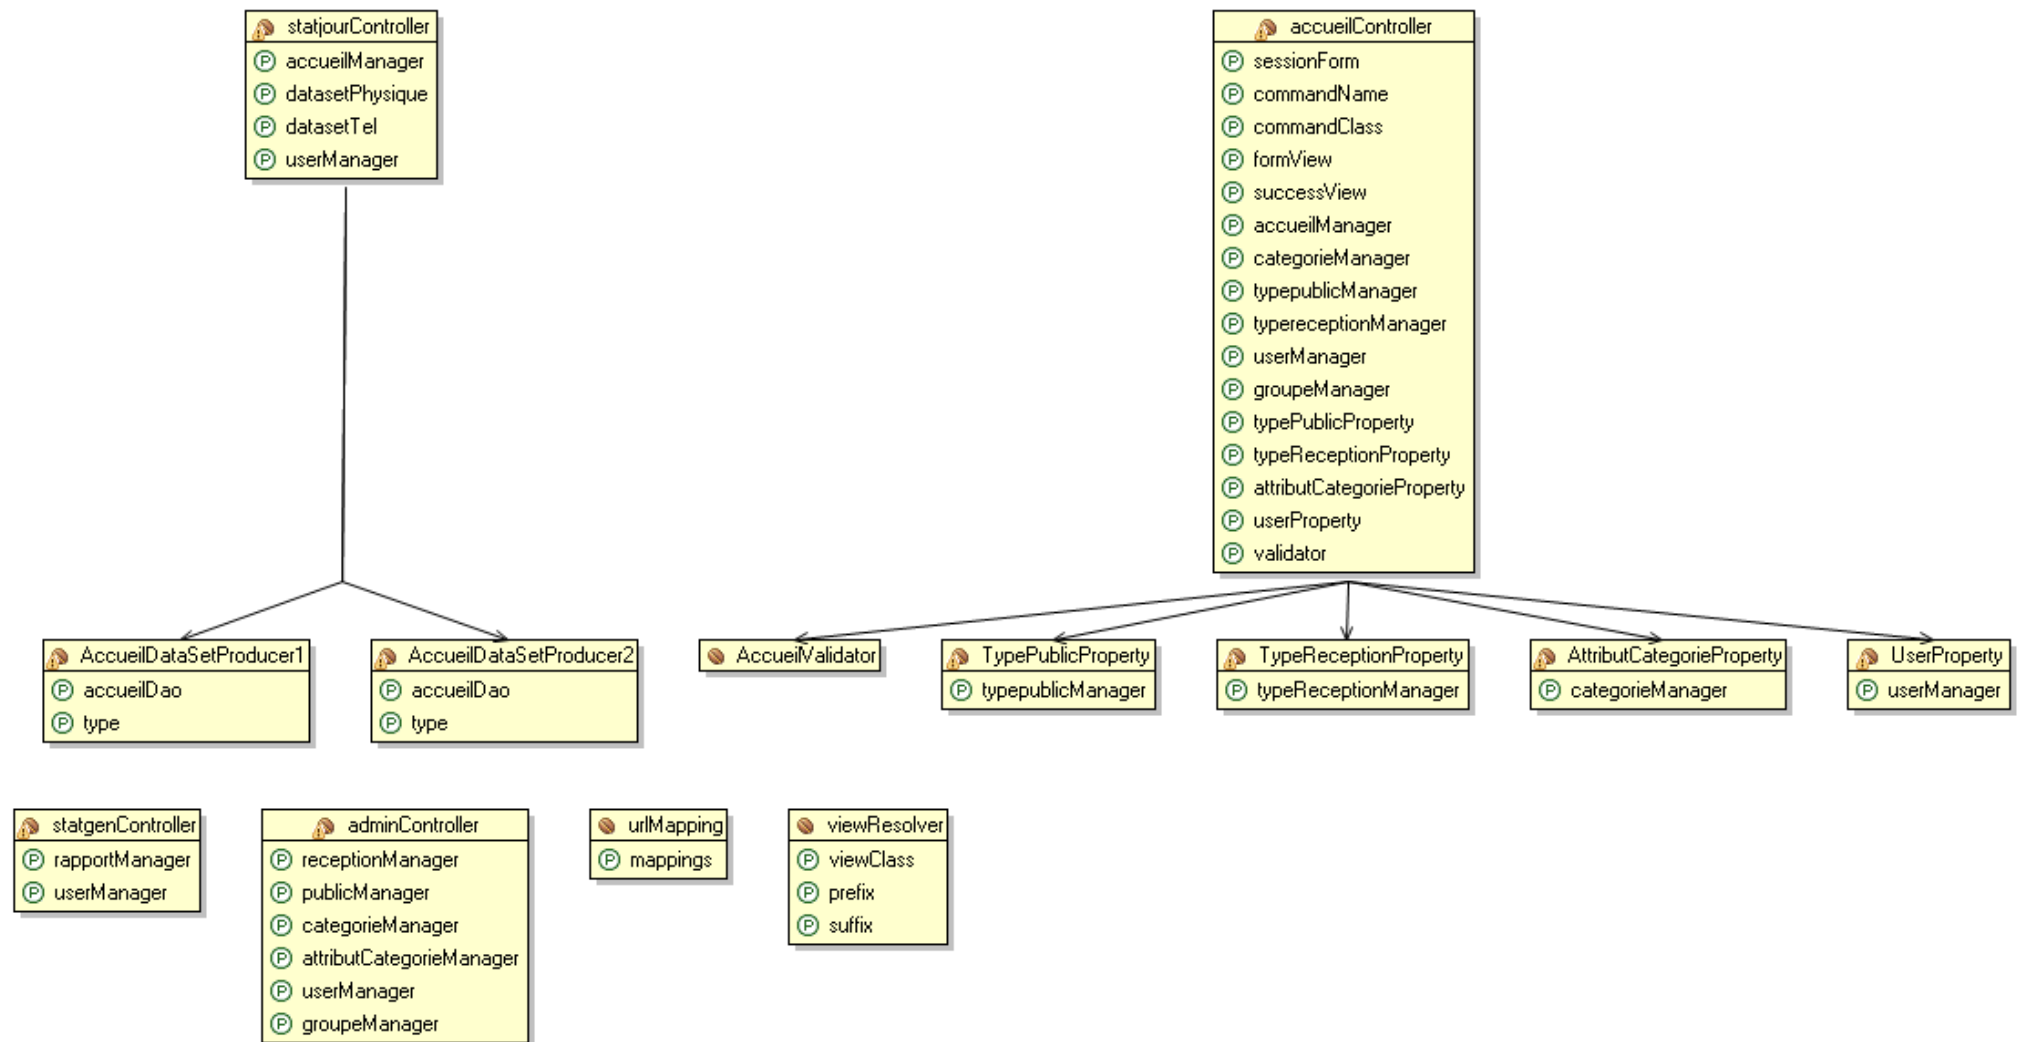 statjourController
accueilManager
datasetPhysique
datasetTel
userManager
accueilController
sessionForm
commandName
commandClass
formView
successView
accueilManager
categorieManager
typepublicManager
typereceptionManager
userManager
groupeManager
typePublicProperty
typeReceptionProperty
attributCategorieProperty
userProperty
validator
AccueilDataSetProducer1
accueilDao
type
AccueilDataSetProducer2
accueilDao
type
AccueilValidator
TypePublicProperty
typepublicManager
TypeReceptionProperty
typeReceptionManager
AttributCategorieProperty
categorieManager
UserProperty
userManager
statgenController
rapportManager
userManager
adminController
receptionManager
publicManager
categorieManager
attributCategorieManager
userManager
groupeManager
urlMapping
mappings
viewResolver
viewClass
prefix
suffix